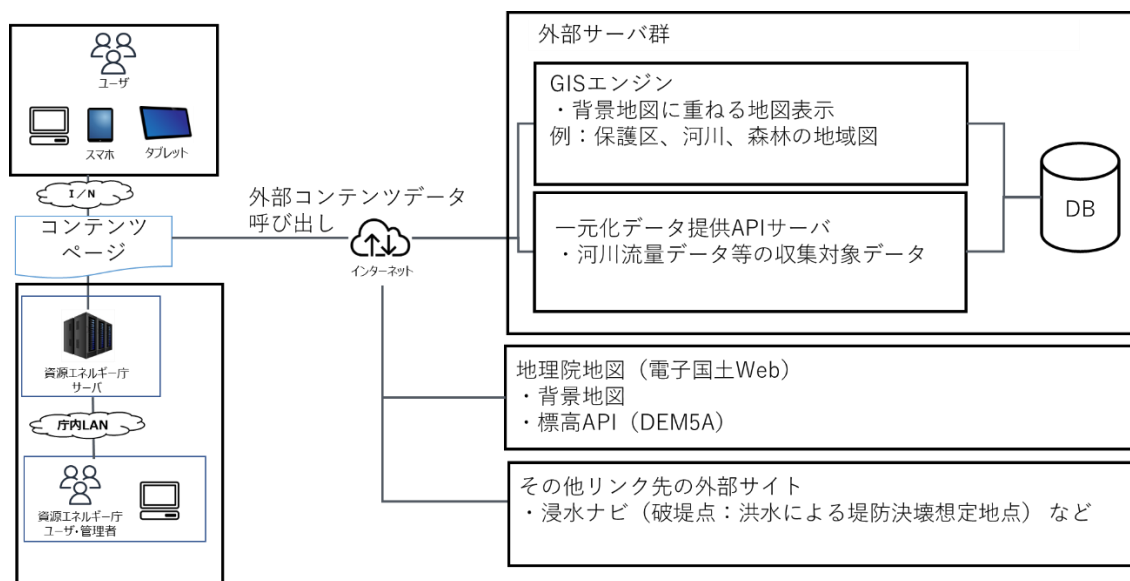 ユーザ
スマホ
タブレット
I/N
コンテンツ
ページ
資源エネルギー庁
サーバ
庁内LAN
資源エネルギー庁
ユーザ・管理者
外部コンテンツデータ
呼び出し
インターネット
外部サーバ群
GISエンジン
・背景地図に重ねる地図表示
例：保護区、河川、森林の地域図
一元化データ提供APIサーバ
・河川流量データ等の収集対象データ
DB
地理院地図（電子国土Web）
・背景地図
・標高API（DEM5A）
その他リンク先の外部サイト
・浸水ナビ（破堤点：洪水による堤防決壊想定地点） など